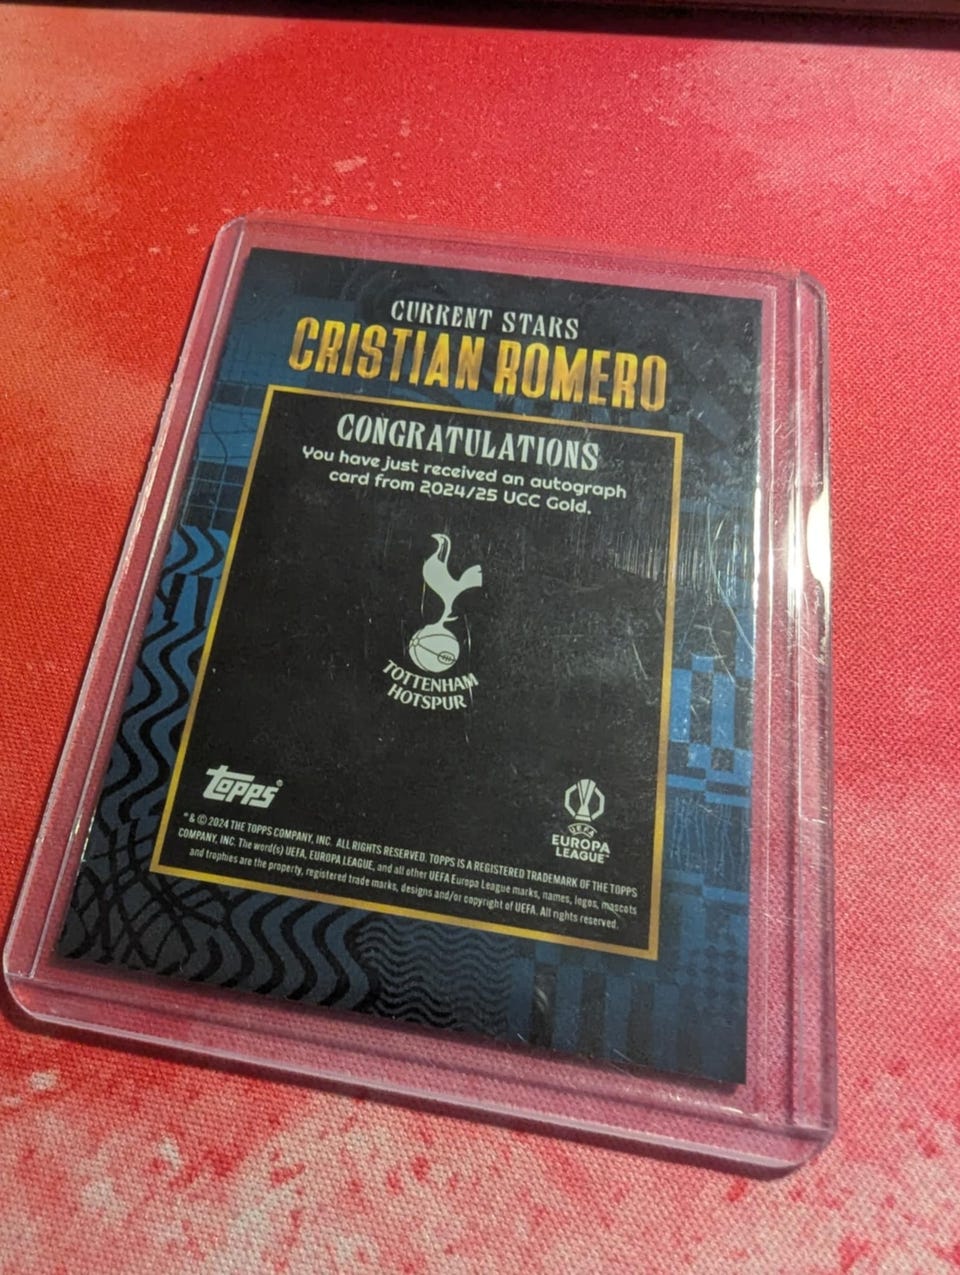 CURRENT STARS
CRISTIAN ROMERO
CONGRATULATIONS
You have just received an autograph
card from 2024/25 UCC Gold.
TOTTENHAM
HOTSPUR
topps®
UEFA
EUROPA
LEAGUE™
® & © 2024 THE TOPPS COMPANY, INC. ALL RIGHTS RESERVED. TOPPS IS A REGISTERED TRADEMARK OF THE TOPPS
COMPANY, INC. The word(s) UEFA, EUROPA LEAGUE, and all other UEFA Europa League marks, names, logos, mascots
and trophies are the property, registered trade marks, designs and/or copyright of UEFA. All rights reserved.